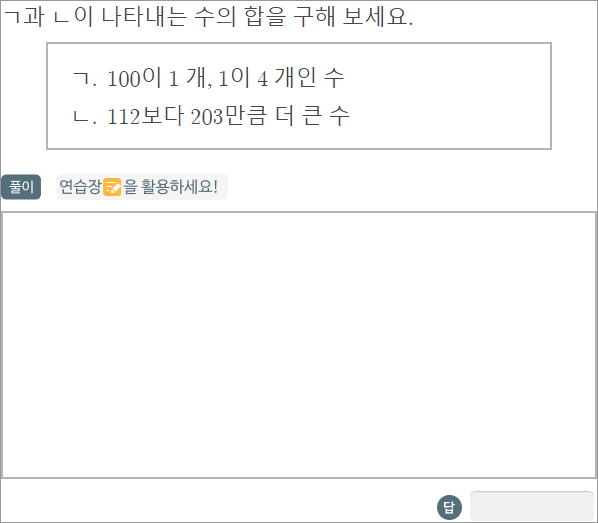 ㄱ과 ㄴ이 나타내는 수의 합을 구해 보세요.
ㄱ. 100이 1 개, 1이 4 개인 수
ㄴ. 112보다 203만큼 더 큰 수
풀이 연습장을 활용하세요!
답